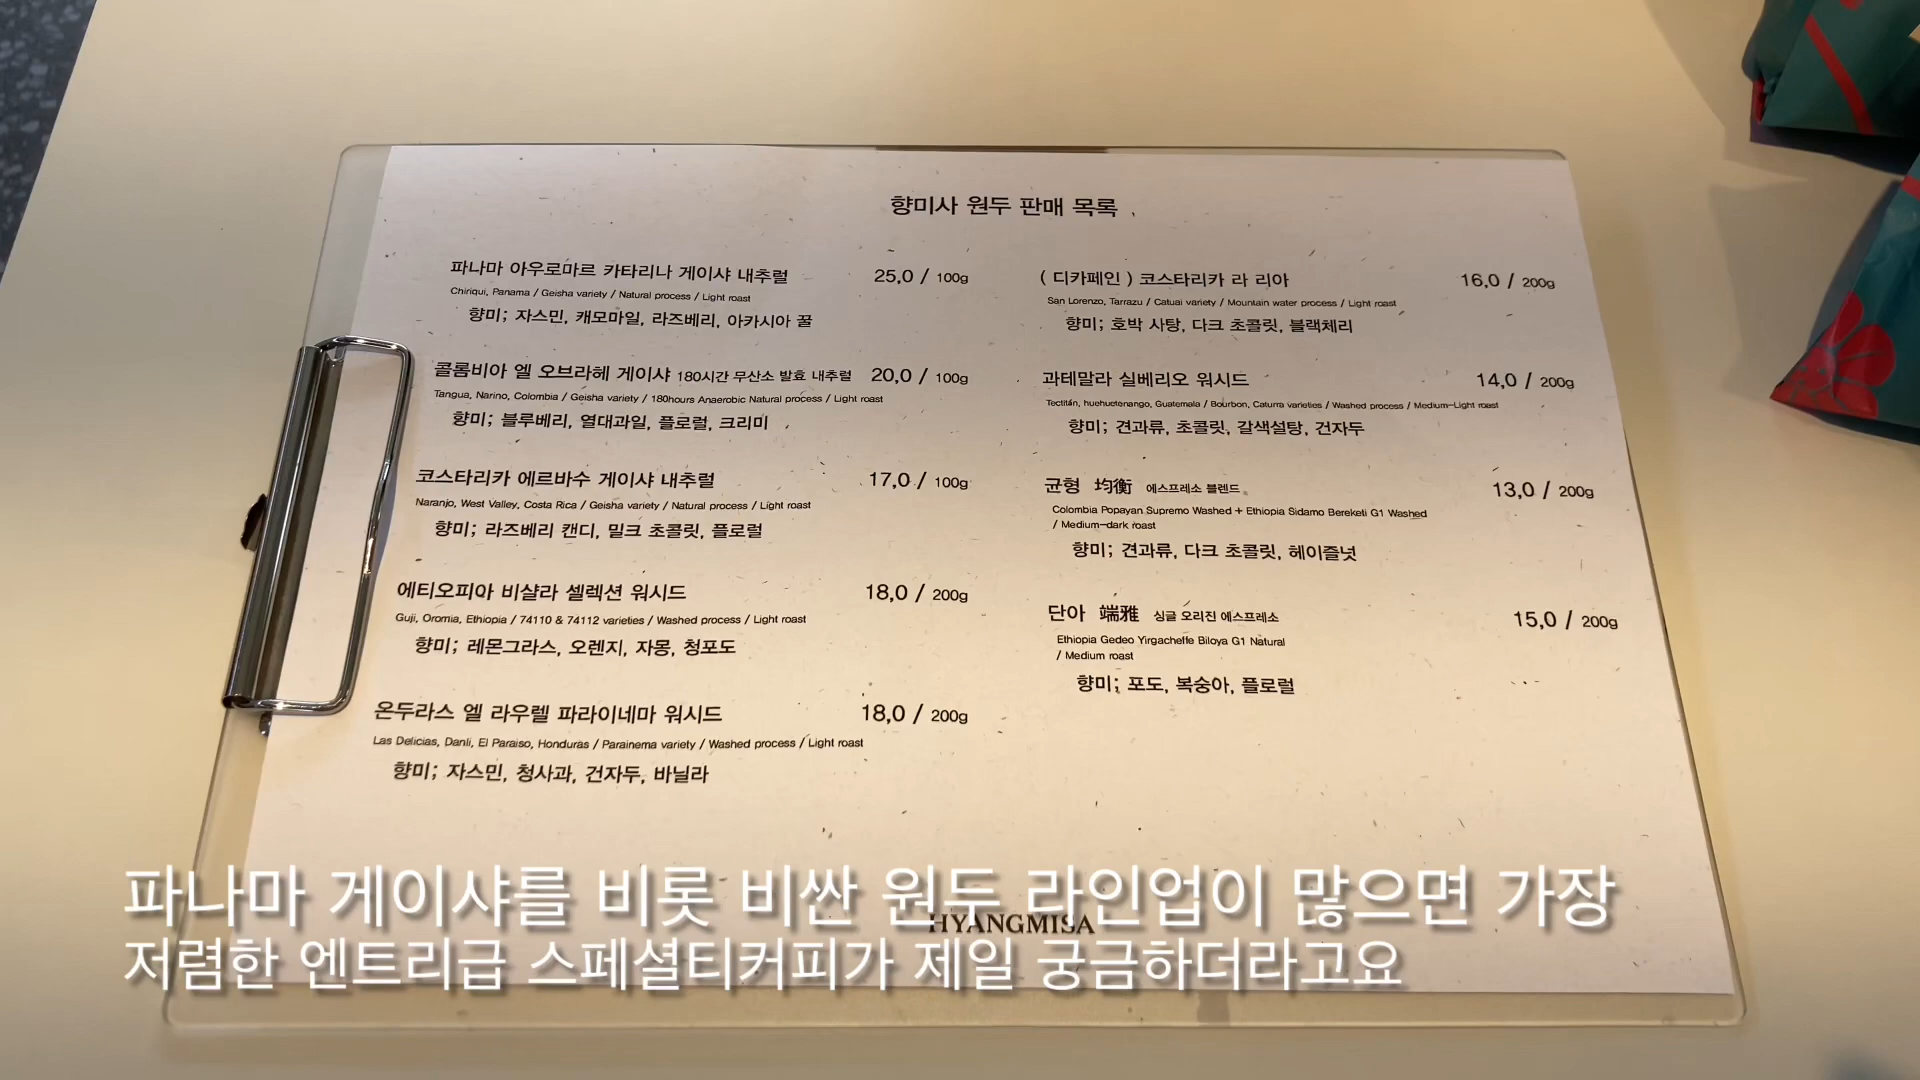 향미사 원두 판매 목록
파나마 아우로마르 카타리나 게이샤 내추럴 25,0 / 100g
Chiriqui, Panama / Geisha variety / Natural process / Light roast
향미; 자스민, 캐모마일, 라즈베리, 아카시아 꿀
콜롬비아 엘 오브라헤 게이샤 180시간 무산소 발효 내추럴 20,0 / 100g
Tangua, Narino, Colombia / Geisha variety / 180hours Anaerobic Natural process / Light roast
향미; 블루베리, 열대과일, 플로럴, 크리미
코스타리카 에르바수 게이샤 내추럴 17,0 / 100g
Naranjo, West Valley, Costa Rica / Geisha variety / Natural process / Light roast
향미; 라즈베리 캔디, 밀크 초콜릿, 플로럴
에티오피아 비샬라 셀렉션 워시드 18,0 / 200g
Guji, Oromia, Ethiopia / 74110 & 74112 varieties / Washed process / Light roast
향미; 레몬그라스, 오렌지, 자몽, 청포도
온두라스 엘 라우렐 파라이네마 워시드 18,0 / 200g
Las Delicias, Danli, El Paraiso, Honduras / Parainema variety / Washed process / Light roast
향미; 자스민, 청사과, 건자두, 바닐라
( 디카페인 ) 코스타리카 라 리아 16,0 / 200g
San Lorenzo, Tarrazu / Catuai variety / Mountain water process / Light roast
향미; 호박 사탕, 다크 초콜릿, 블랙체리
과테말라 실베리오 워시드 14,0 / 200g
Tectitán, huehuetenango, Guatemala / Bourbon, Caturra varieties / Washed process / Medium-Light roast
향미; 견과류, 초콜릿, 갈색설탕, 건자두
균형 均衡 에스프레소 블렌드 13,0 / 200g
Colombia Popayan Supremo Washed + Ethiopia Sidamo Bereketi G1 Washed
/ Medium-dark roast
향미; 견과류, 다크 초콜릿, 헤이즐넛
단아 端雅 싱글 오리진 에스프레소 15,0 / 200g
Ethiopia Gedeo Yirgacheffe Biloya G1 Natural
/ Medium roast
향미; 포도, 복숭아, 플로럴
HYANGMISA
파나마 게이샤를 비롯 비싼 원두 라인업이 많으면 가장
저렴한 엔트리급 스페셜티커피가 제일 궁금하더라고요